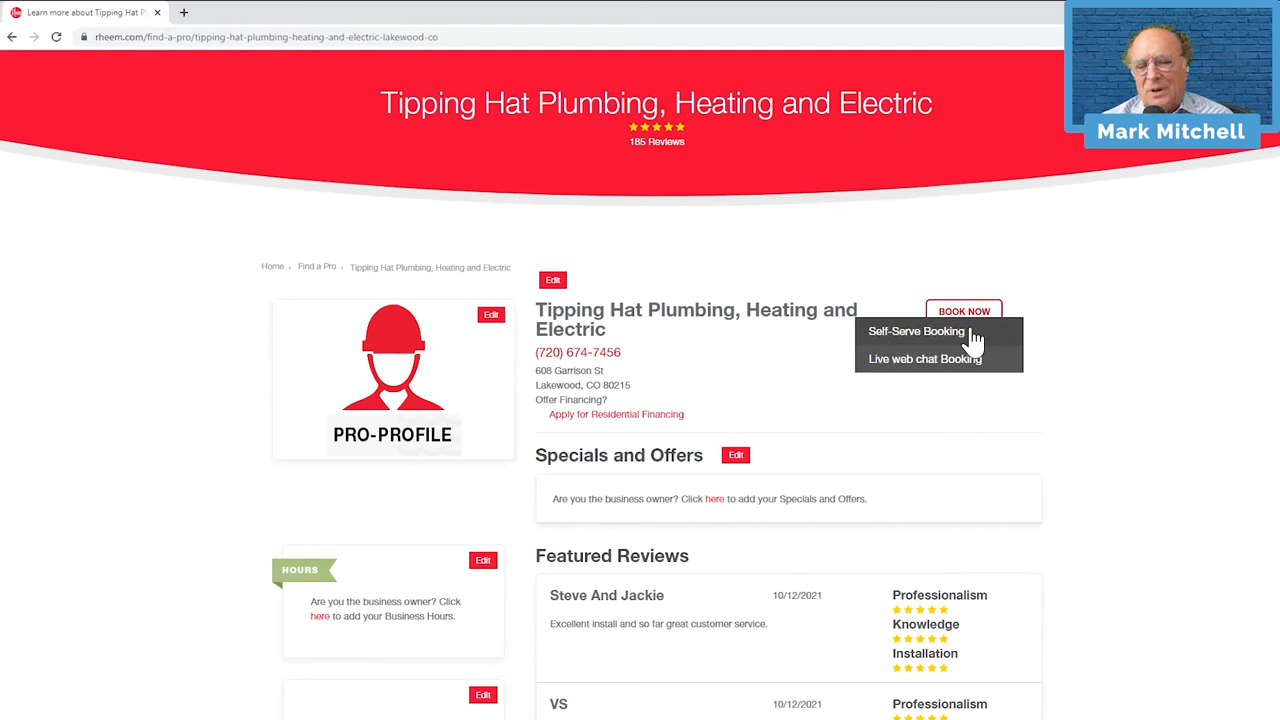 Learn more about Tipping Hat P
rheem.com/find-a-pro/tipping-hat-plumbing-heating-and-electric-lakewood-co
Mark Mitchell
Tipping Hat Plumbing, Heating and Electric
185 Reviews
Home › Find a Pro › Tipping Hat Plumbing, Heating and Electric
Edit
Edit
PRO-PROFILE
Tipping Hat Plumbing, Heating and
Electric
BOOK NOW
Self-Serve Booking
Live web chat Booking
(720) 674-7456
608 Garrison St
Lakewood, CO 80215
Offer Financing?
Apply for Residential Financing
Specials and Offers
Edit
Are you the business owner? Click here to add your Specials and Offers.
HOURS
Edit
Are you the business owner? Click
here to add your Business Hours.
Edit
Featured Reviews
Steve And Jackie
10/12/2021
Excellent install and so far great customer service.
Professionalism
Knowledge
Installation
VS
10/12/2021
Professionalism